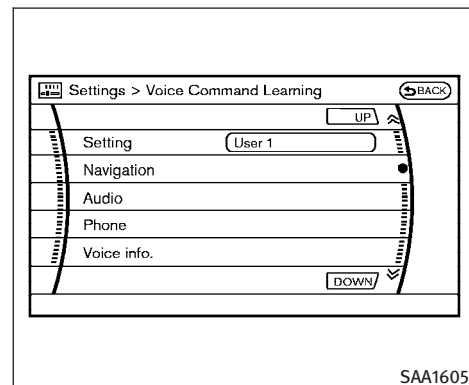 Settings > Voice Command Learning BACK
UP
Setting User 1
Navigation
Audio
Phone
Voice info.
DOWN
SAA1605